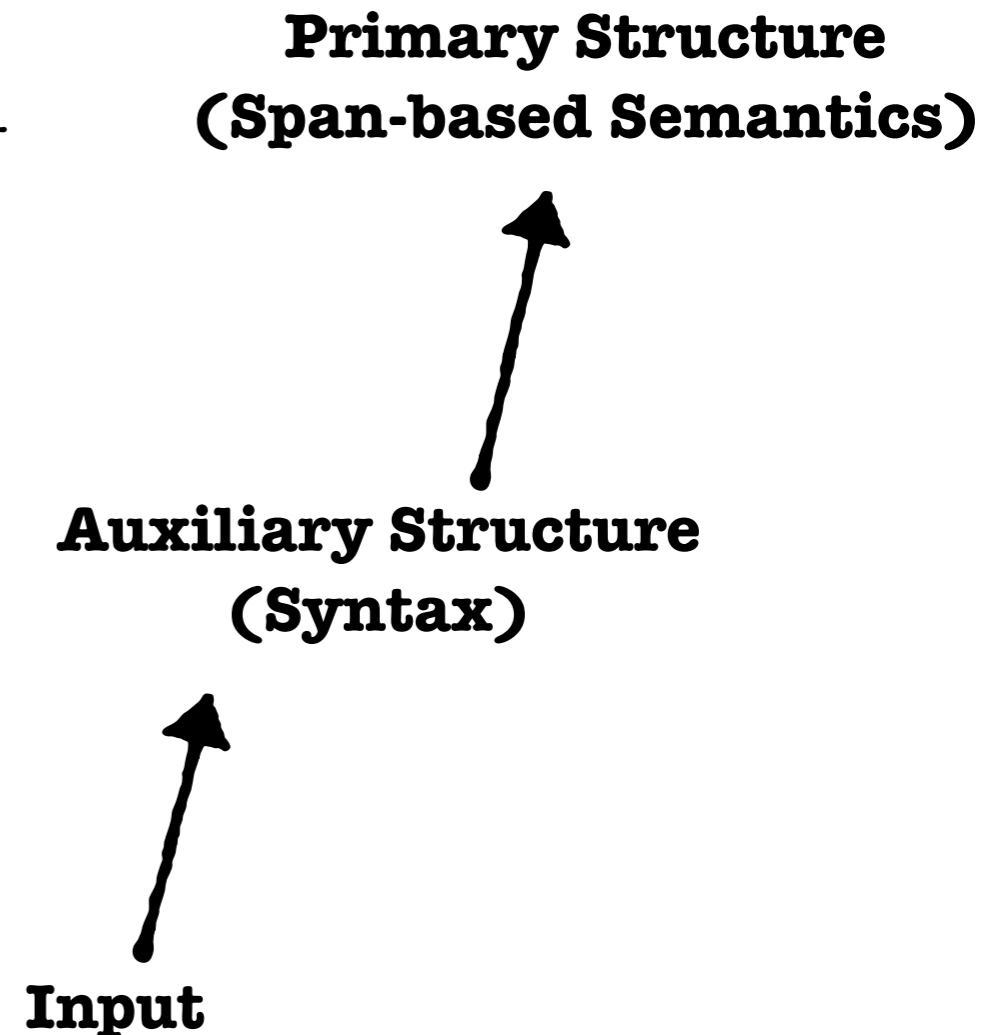 Primary Structure
(Span-based Semantics)
Auxiliary Structure
(Syntax)
Input